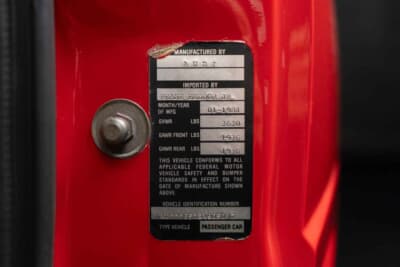 MANUFACTURED BY
IMPORTED BY
MONTH/YEAR
OF MFG
GVWR LBS
GAWR FRONT LBS
GAWR REAR LBS
THIS VEHICLE CONFORMS TO ALL
APPLICABLE FEDERAL MOTOR
VEHICLE SAFETY AND BUMPER
STANDARDS IN EFFECT ON THE
DATE OF MANUFACTURE SHOWN
ABOVE.
VEHICLE IDENTIFICATION NUMBER
TYPE VEHICLE PASSENGER CAR